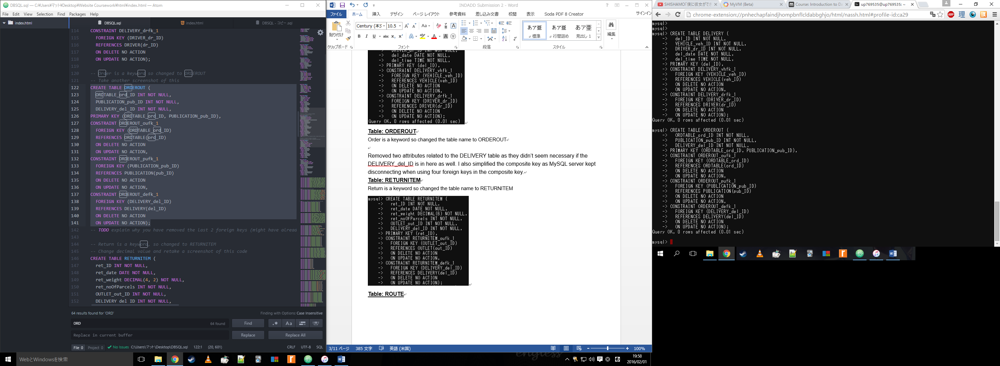 DBSQL.sql — C:¥Users¥マット¥Desktop¥Website Coursework¥html¥index.html — Atom
File Edit View Selection Find Packages Help
index.html
DBSQL.sql
index.html
DBSQL - コピー.sql
114 CONSTRAINT DELIVERY_drfk_1
115 FOREIGN KEY (DRIVER_dr_ID)
116 REFERENCES DRIVER(dr_ID)
117 ON DELETE NO ACTION
118 ON UPDATE NO ACTION);
119
120 -- Order is a keyword so changed to ORDEROUT
121 -- Take another screenshot of this
122 CREATE TABLE ORDEROUT (
123 ORDTABLE_ord_ID INT NOT NULL,
124 PUBLICATION_pub_ID INT NOT NULL,
125 DELIVERY_del_ID INT NOT NULL,
126 PRIMARY KEY (ORDTABLE_ord_ID, PUBLICATION_pub_ID),
127 CONSTRAINT ORDEROUT_oufk_1
128 FOREIGN KEY (ORDTABLE_ord_ID)
129 REFERENCES ORDTABLE(ord_ID)
130 ON DELETE NO ACTION
131 ON UPDATE NO ACTION,
132 CONSTRAINT ORDEROUT_pufk_1
133 FOREIGN KEY (PUBLICATION_pub_ID)
134 REFERENCES PUBLICATION(pub_ID)
135 ON DELETE NO ACTION
136 ON UPDATE NO ACTION,
137 CONSTRAINT ORDEROUT_defk_1
138 FOREIGN KEY (DELIVERY_del_ID)
139 REFERENCES DELIVERY(del_ID)
140 ON DELETE NO ACTION
141 ON UPDATE NO ACTION);
142 -- TODO explain why you have removed the last 2 foreign keys (might have alread
143
144 -- Return is a keyword, so changed to RETURNITEM
145 -- Change decimal value and retake a screenshot of this code
146 CREATE TABLE RETURNITEM (
147 ret_ID INT NOT NULL,
148 ret_date DATE NOT NULL,
149 ret_weight DECIMAL(4, 2) NOT NULL,
150 ret_noOfParcels INT NOT NULL,
151 OUTLET_out_ID INT NOT NULL,
152 DELIVERY_del_ID INT NOT NULL,
64 results found for 'ORD'
Finding with Options: Case Insensitive
ORD
64 found
Find
.* Aa
Replace in current buffer
Replace
Replace All
File 0 Project 0 No Issues C:¥Users¥マット¥Desktop¥DBSQL.sql 122:1 (20, 601) CRLF UTF-8 SQL
WebとWindowsを検索
INDADD Submission 2 - Word
ファイル ホーム 挿入 デザイン ページ レイアウト 参考資料 差し込み文書 校閲 表示 Soda PDF 8 Creator サインイン
貼り付け
Century (本文 10.5
B I U abc x₂ x²
あア亜 あア亜 あア亜
標準 行間詰め 見出し 1
編集
クリップボード フォント 段落 スタイル
-> DRIVER_dr_ID INT NOT NULL,
-> del_date DATE NOT NULL,
-> del_time TIME NOT NULL,
-> PRIMARY KEY (del_ID),
-> CONSTRAINT DELIVERY_vhfk_1
-> FOREIGN KEY (VEHICLE_veh_ID)
-> REFERENCES VEHICLE(veh_ID)
-> ON DELETE NO ACTION
-> ON UPDATE NO ACTION,
-> CONSTRAINT DELIVERY_drfk_1
-> FOREIGN KEY (DRIVER_dr_ID)
-> REFERENCES DRIVER(dr_ID)
-> ON DELETE NO ACTION
-> ON UPDATE NO ACTION);
Query OK, 0 rows affected (0.01 sec)
Table: ORDEROUT
Order is a keyword so changed the table name to ORDEROUT
Removed two attributes related to the DELIVERY table as they didn't seem necessary if the
DELIVERY_del_ID is in here as well. I also simplified the composite key as MySQL server kept
disconnecting when using four foreign keys in the composite key.
Table: RETURNITEM
Return is a keyword so changed the table name to RETURNITEM
mysql> CREATE TABLE RETURNITEM (
-> ret_ID INT NOT NULL,
-> ret_date DATE NOT NULL,
-> ret_weight DECIMAL(6) NOT NULL,
-> ret_noOfParcels INT NOT NULL,
-> OUTLET_out_ID INT NOT NULL,
-> DELIVERY_del_ID INT NOT NULL,
-> PRIMARY KEY (ret_ID),
-> CONSTRAINT RETURNITEM_oufk_1
-> FOREIGN KEY (OUTLET_out_ID)
-> REFERENCES OUTLET(out_ID)
-> ON DELETE NO ACTION
-> ON UPDATE NO ACTION,
-> CONSTRAINT RETURNITEM_defk_1
-> FOREIGN KEY (DELIVERY_del_ID)
-> REFERENCES DELIVERY(del_ID)
-> ON DELETE NO ACTION
-> ON UPDATE NO ACTION);
Table: ROUTE
3/11 ページ 385 文字 英語 (米国) 100%
19:58
2016/02/01
SHISHAMO「僕に彼女ができ
MyVM (Beta)
Course: Introduction to Da
up769535@up769535: ~
chrome-extension://pnhechapfaindjhompbnflcldabbghjo/html/nassh.html#profile-id:ca29
ABP
mysql>
mysql>
mysql> CREATE TABLE DELIVERY (
-> del_ID INT NOT NULL,
-> VEHICLE_veh_ID INT NOT NULL,
-> DRIVER_dr_ID INT NOT NULL,
-> del_date DATE NOT NULL,
-> del_time TIME NOT NULL,
-> PRIMARY KEY (del_ID),
-> CONSTRAINT DELIVERY_vhfk_1
-> FOREIGN KEY (VEHICLE_veh_ID)
-> REFERENCES VEHICLE(veh_ID)
-> ON DELETE NO ACTION
-> ON UPDATE NO ACTION,
-> CONSTRAINT DELIVERY_drfk_1
-> FOREIGN KEY (DRIVER_dr_ID)
-> REFERENCES DRIVER(dr_ID)
-> ON DELETE NO ACTION
-> ON UPDATE NO ACTION);
Query OK, 0 rows affected (0.01 sec)
mysql> CREATE TABLE ORDEROUT (
-> ORDTABLE_ord_ID INT NOT NULL,
-> PUBLICATION_pub_ID INT NOT NULL,
-> DELIVERY_del_ID INT NOT NULL,
-> PRIMARY KEY (ORDTABLE_ord_ID, PUBLICATION_pub_ID),
-> CONSTRAINT ORDEROUT_oufk_1
-> FOREIGN KEY (ORDTABLE_ord_ID)
-> REFERENCES ORDTABLE(ord_ID)
-> ON DELETE NO ACTION
-> ON UPDATE NO ACTION,
-> CONSTRAINT ORDEROUT_pufk_1
-> FOREIGN KEY (PUBLICATION_pub_ID)
-> REFERENCES PUBLICATION(pub_ID)
-> ON DELETE NO ACTION
-> ON UPDATE NO ACTION,
-> CONSTRAINT ORDEROUT_defk_1
-> FOREIGN KEY (DELIVERY_del_ID)
-> REFERENCES DELIVERY(del_ID)
-> ON DELETE NO ACTION
-> ON UPDATE NO ACTION);
Query OK, 0 rows affected (0.01 sec)
mysql>